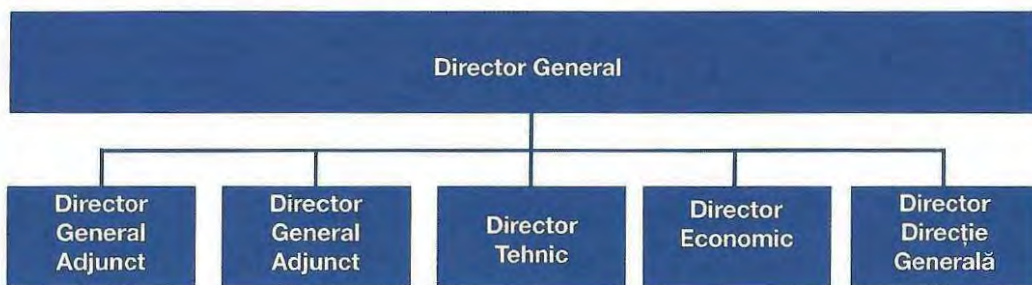 Director General
Director
General
Adjunct
Director
General
Adjunct
Director
Tehnic
Director
Economic
Director
Direcție
Generală